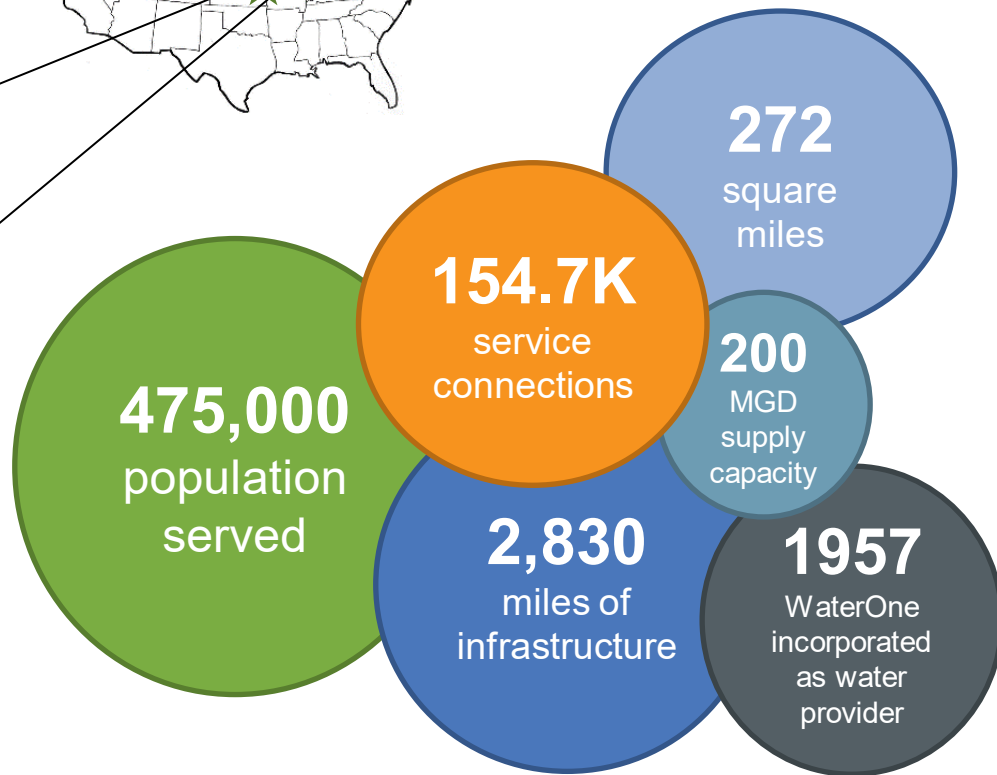 272
square
miles
154.7K
service
connections
200
MGD
supply
capacity
475,000
population
served
2,830
miles of
infrastructure
1957
WaterOne
incorporated
as water
provider